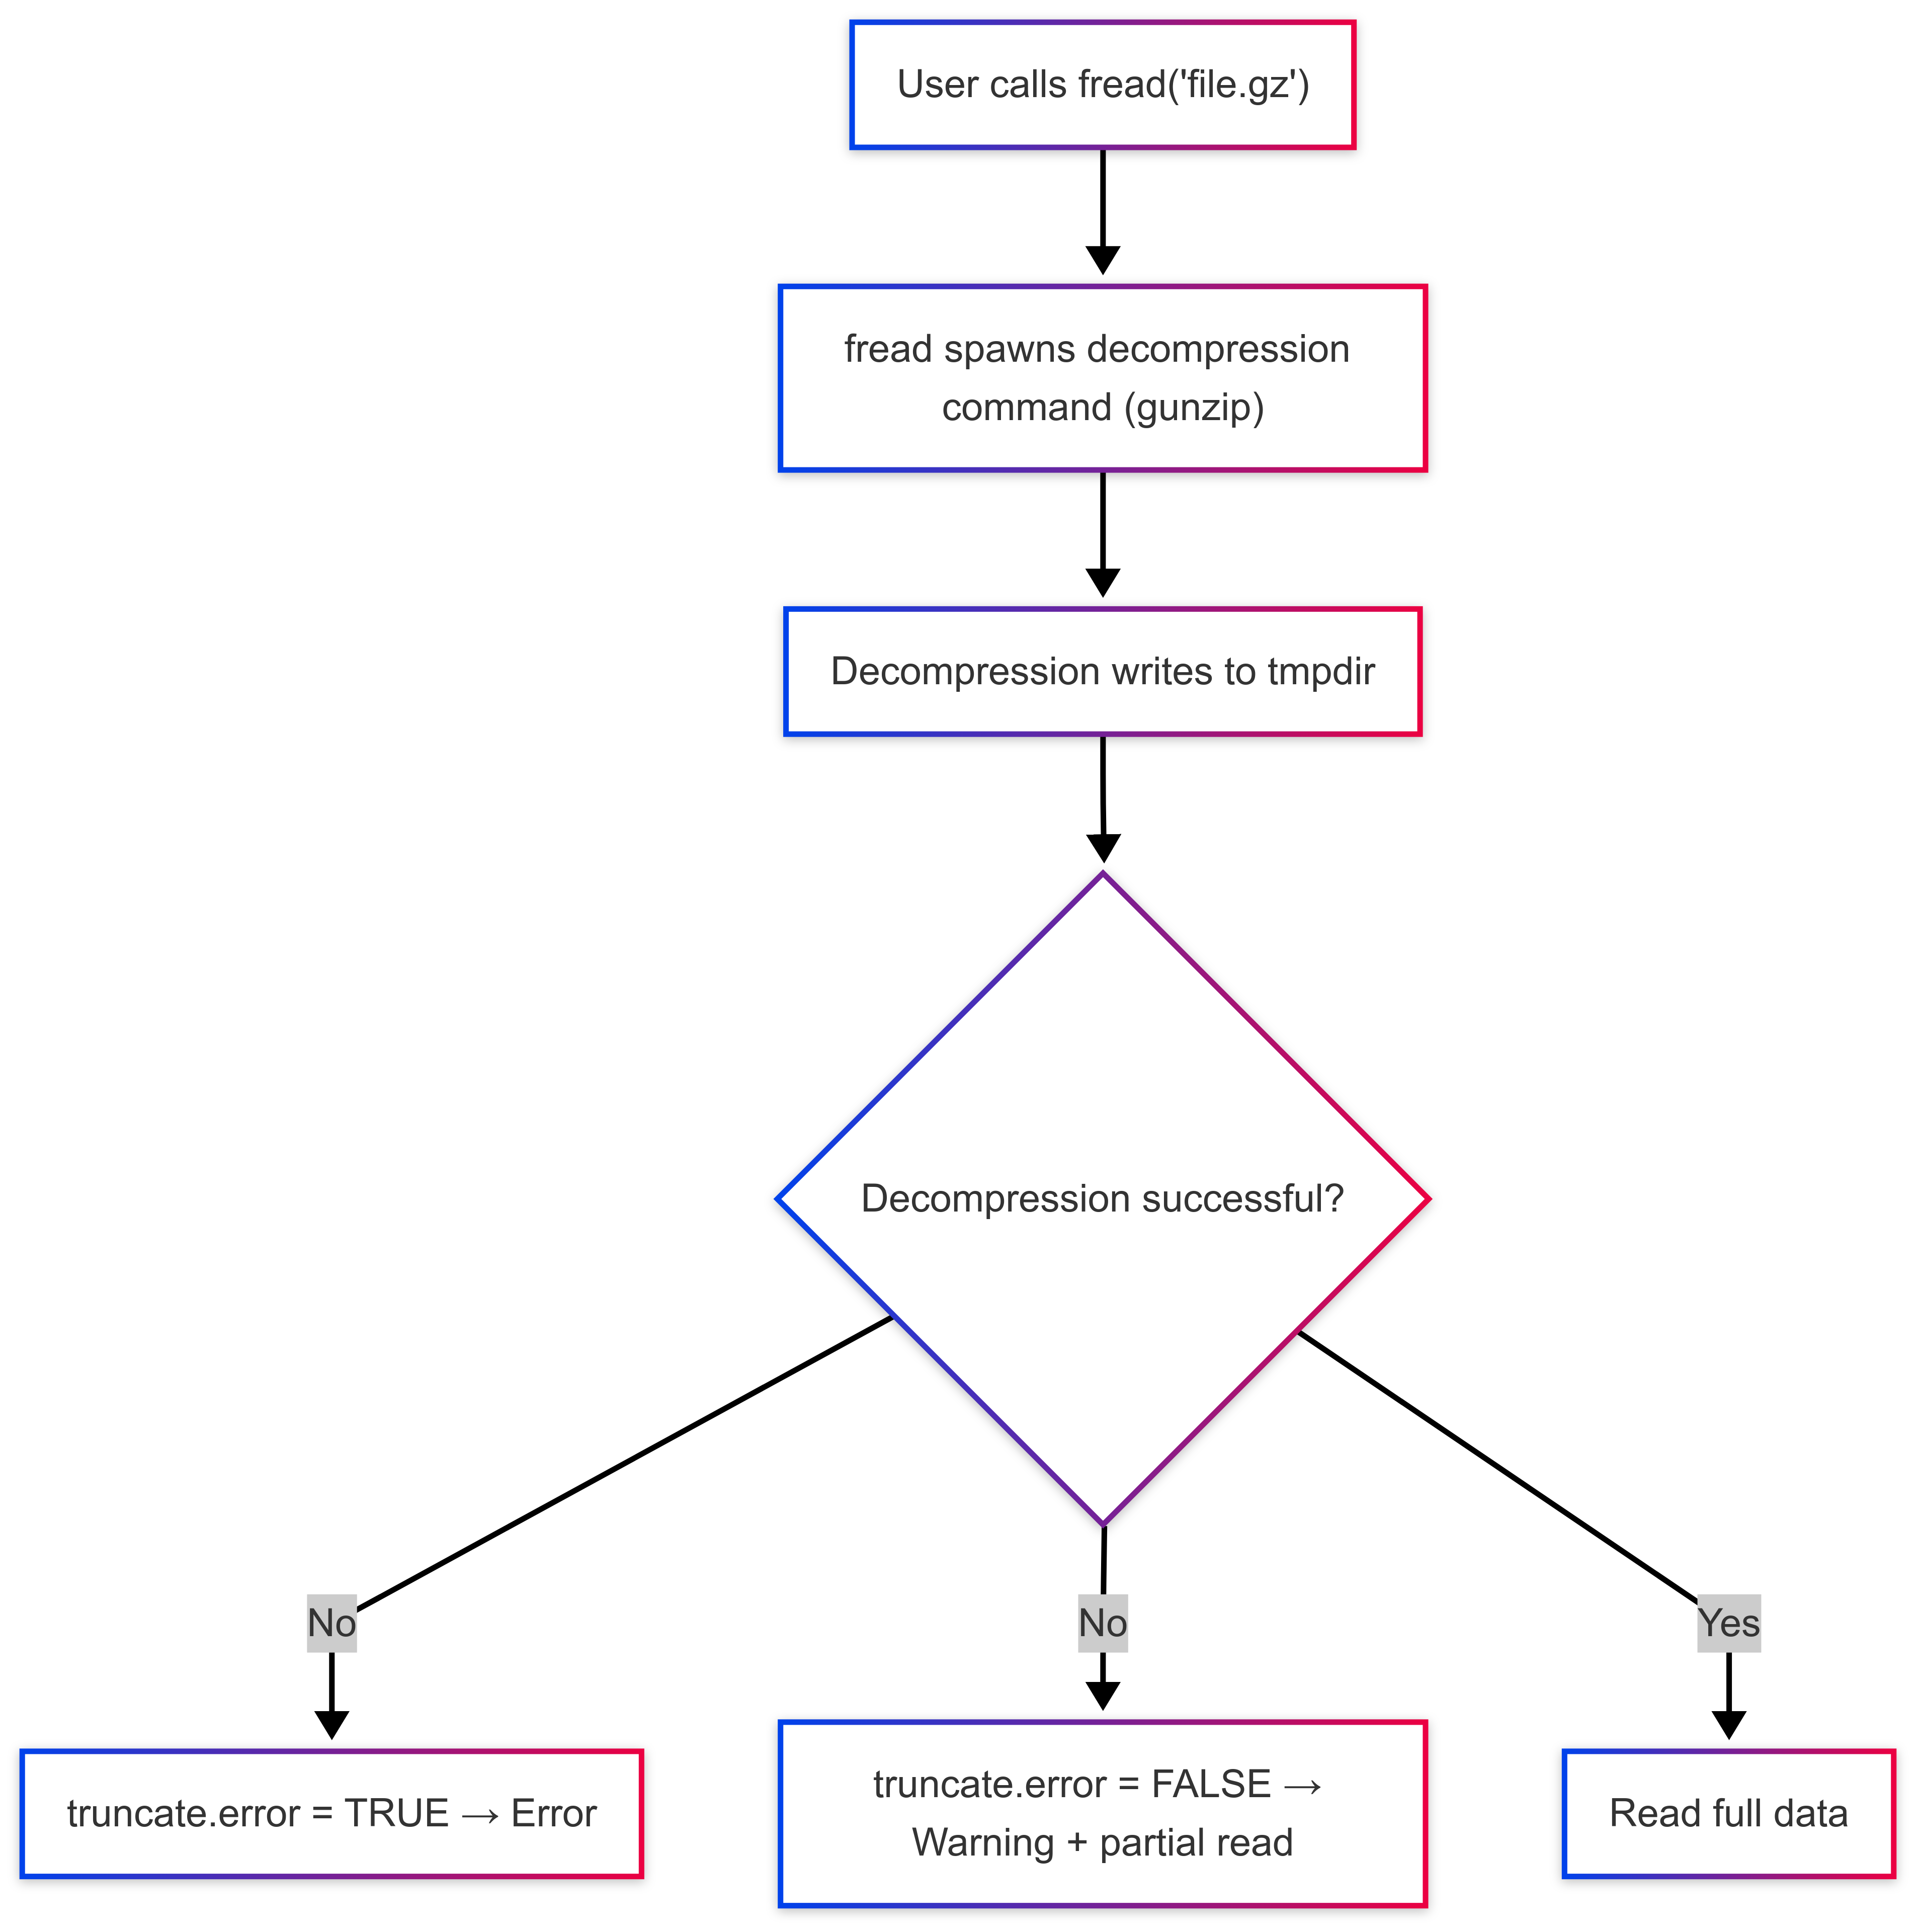 User calls fread('file.gz')
fread spawns decompression
command (gunzip)
Decompression writes to tmpdir
Decompression successful?
No
No
Yes
truncate.error = TRUE → Error
truncate.error = FALSE →
Warning + partial read
Read full data